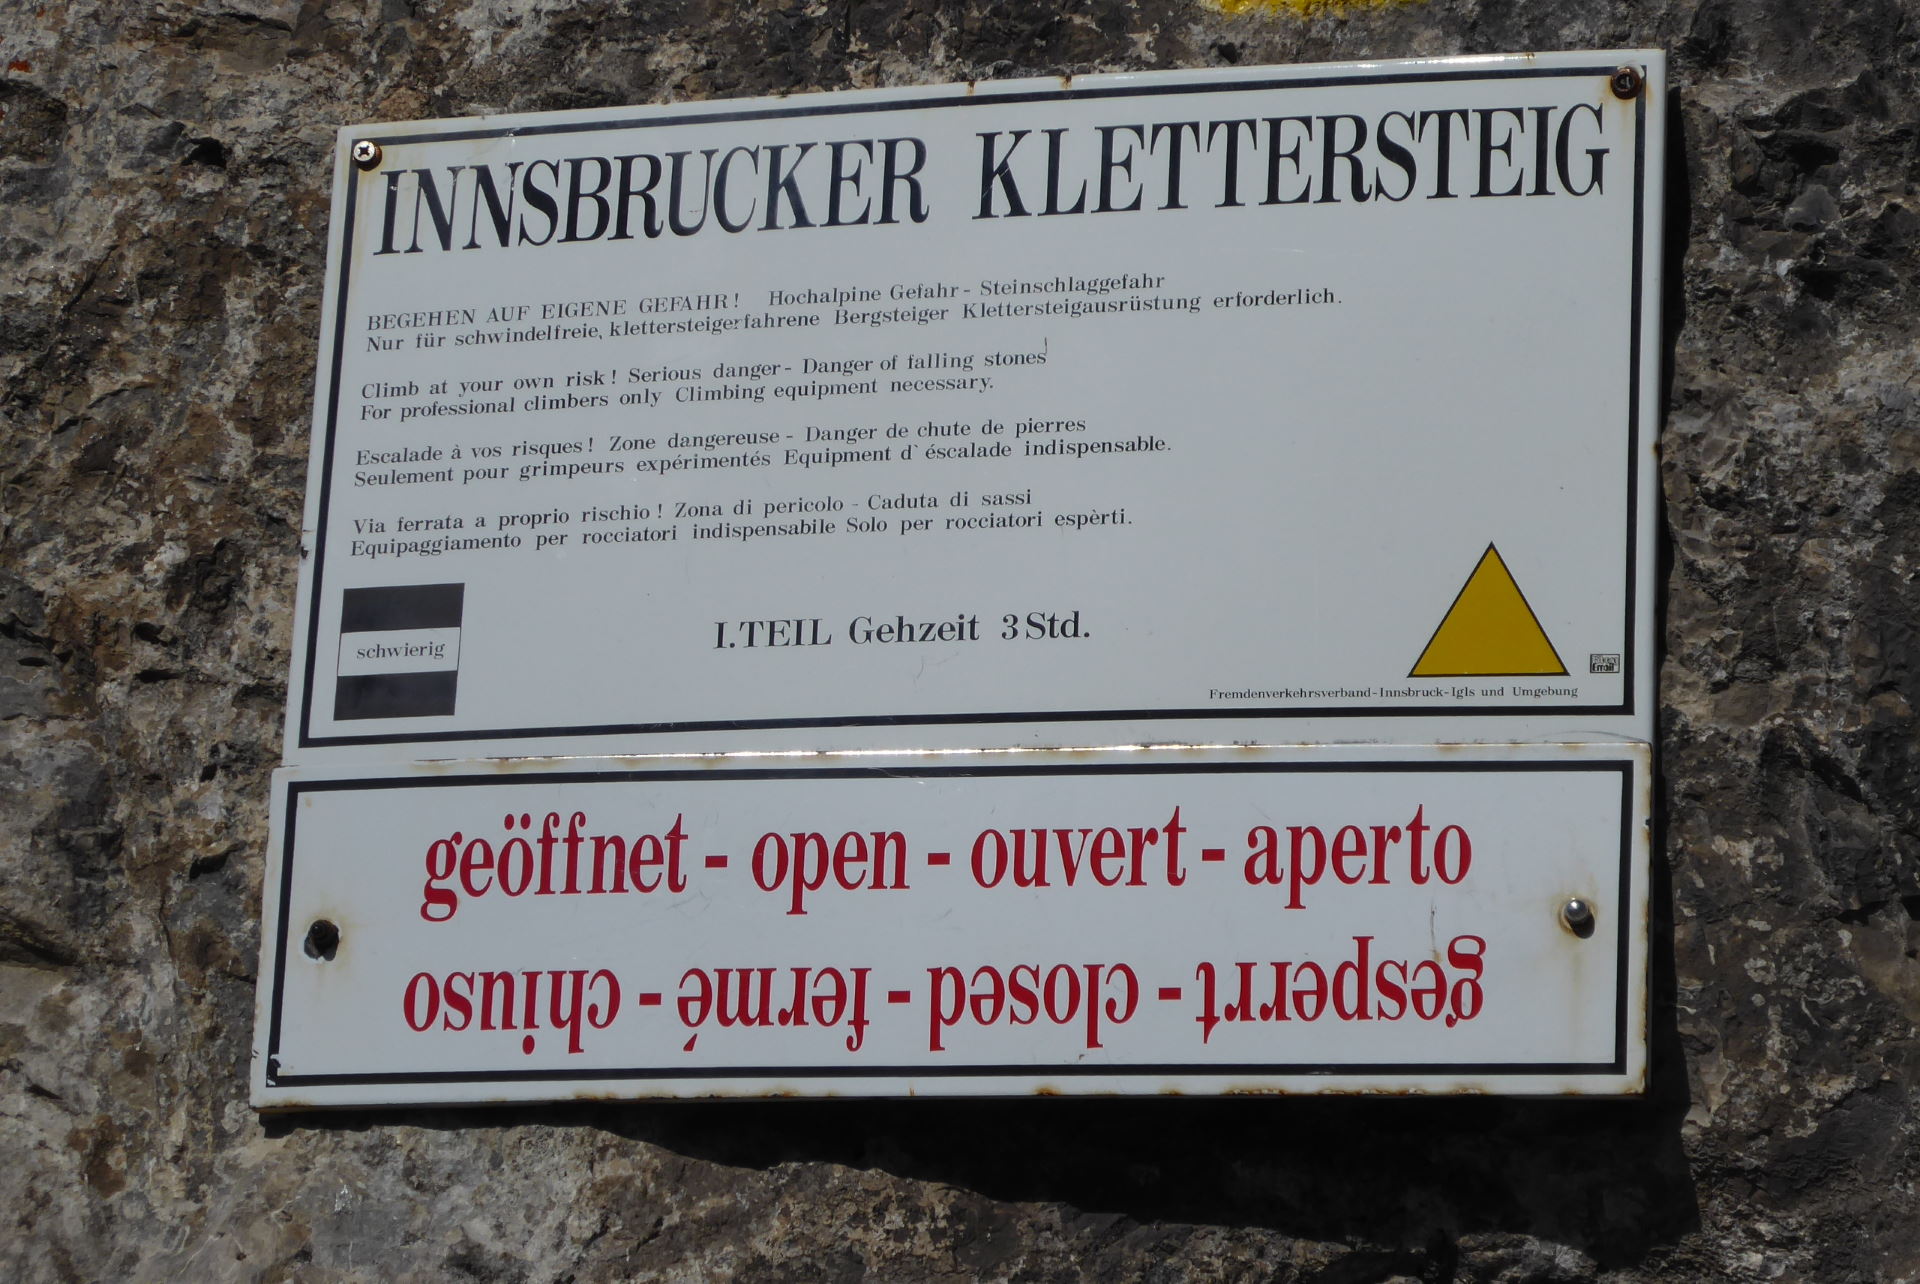 INNSBRUCKER KLETTERSTEIG
BEGEHEN AUF EIGENE GEFAHR! Hochalpine Gefahr - Steinschlaggefahr
Nur für schwindelfreie, klettersteigerfahrene Bergsteiger Klettersteigausrüstung erforderlich.
Climb at your own risk! Serious danger - Danger of falling stones
For professional climbers only Climbing equipment necessary.
Escalade à vos risques! Zone dangereuse - Danger de chute de pierres
Seulement pour grimpeurs expérimentés Equipment d`éscalade indispensable.
Via ferrata a proprio rischio! Zona di pericolo - Caduta di sassi
Equipaggiamento per rocciatori indispensabile Solo per rocciatori espèrti.
schwierig
I.TEIL Gehzeit 3 Std.
Email
Fremdenverkehrsverband-Innsbruck-Igls und Umgebung
geöffnet - open - ouvert - aperto
gesperrt - closed - fermé - chiuso